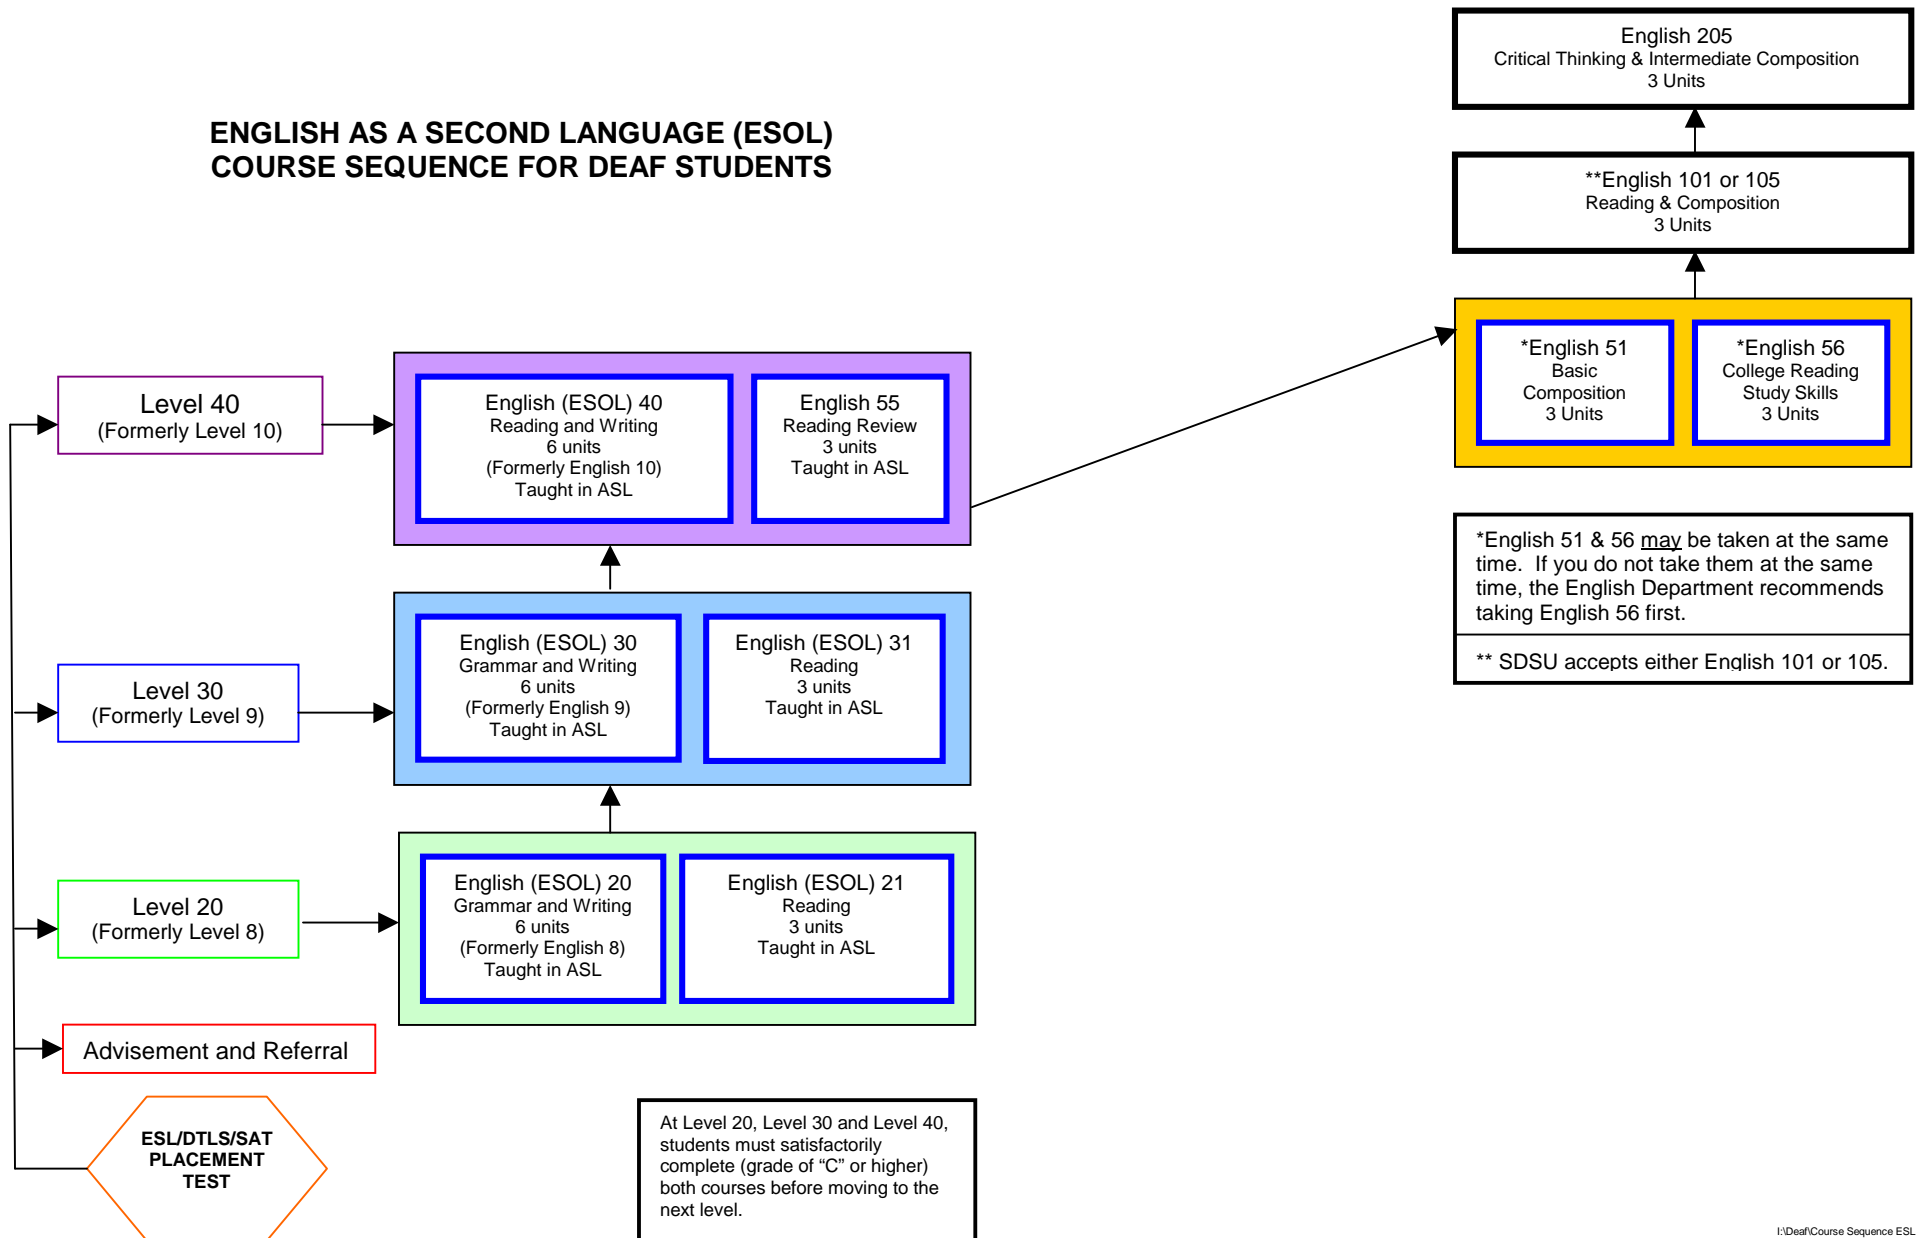 ENGLISH AS A SECOND LANGUAGE (ESOL)
COURSE SEQUENCE FOR DEAF STUDENTS
English 205
Critical Thinking & Intermediate Composition
3 Units
**English 101 or 105
Reading & Composition
3 Units
*English 51
Basic
Composition
3 Units
*English 56
College Reading
Study Skills
3 Units
Level 40
(Formerly Level 10)
English (ESOL) 40
Reading and Writing
6 units
(Formerly English 10)
Taught in ASL
English 55
Reading Review
3 units
Taught in ASL
*English 51 & 56 may be taken at the same
time.  If you do not take them at the same
time, the English Department recommends
taking English 56 first.
** SDSU accepts either English 101 or 105.
Level 30
(Formerly Level 9)
English (ESOL) 30
Grammar and Writing
6 units
(Formerly English 9)
Taught in ASL
English (ESOL) 31
Reading
3 units
Taught in ASL
Level 20
(Formerly Level 8)
English (ESOL) 20
Grammar and Writing
6 units
(Formerly English 8)
Taught in ASL
English (ESOL) 21
Reading
3 units
Taught in ASL
Advisement and Referral
ESL/DTLS/SAT
PLACEMENT
TEST
At Level 20, Level 30 and Level 40,
students must satisfactorily
complete (grade of “C” or higher)
both courses before moving to the
next level.
I:\Deaf\Course Sequence ESL